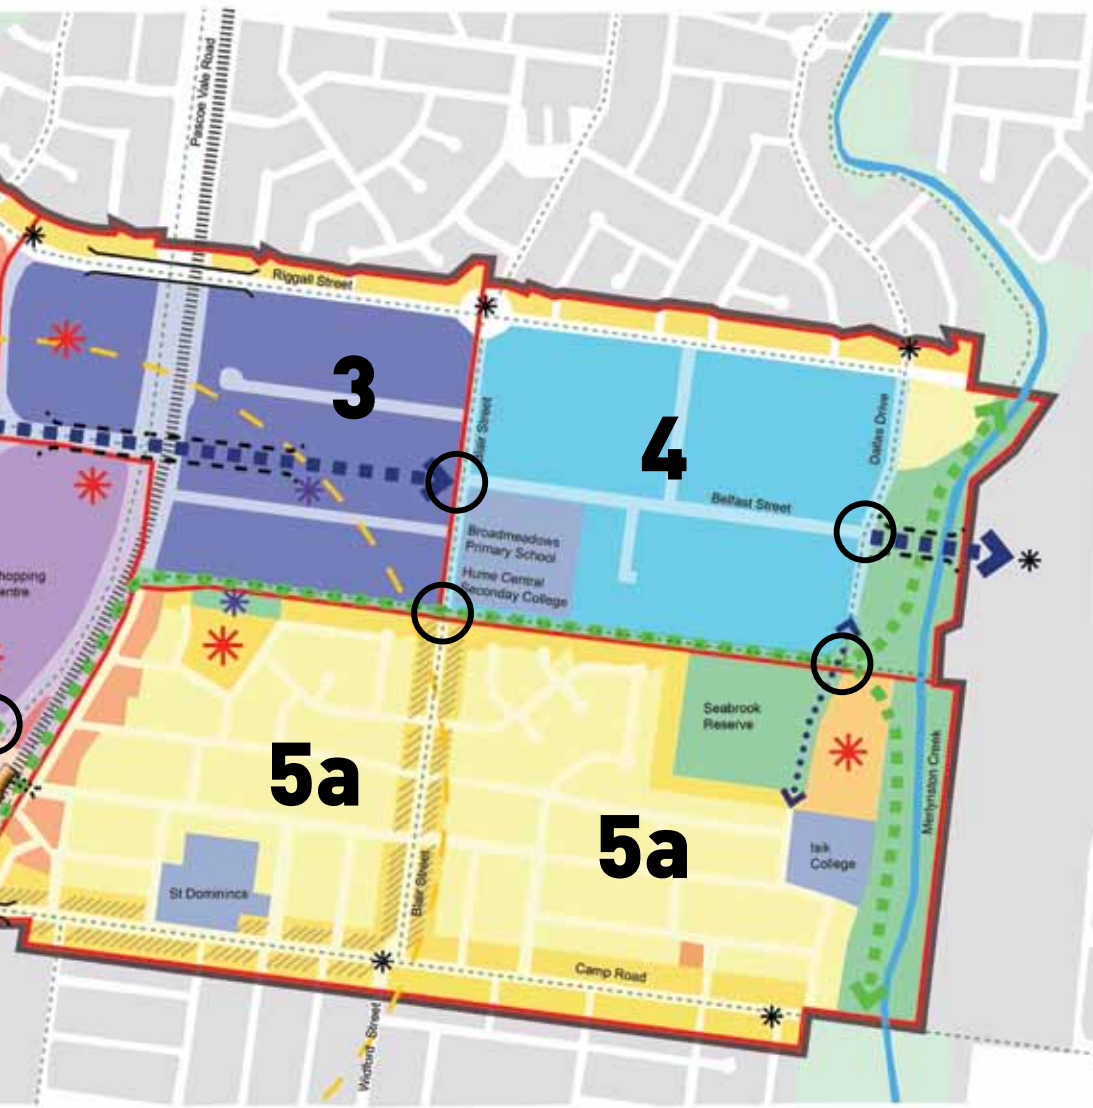 Pascoe Vale Road
Riggall Street
3
4
Blair Street
Dallas Drive
Belfast Street
Broadmeadows
Primary School
Hume Central
Seconday College
hopping
entre
Seabrook
Reserve
5a
5a
Merlynston Creek
Isik
College
Blair Street
St Dominincs
Camp Road
Widford Street